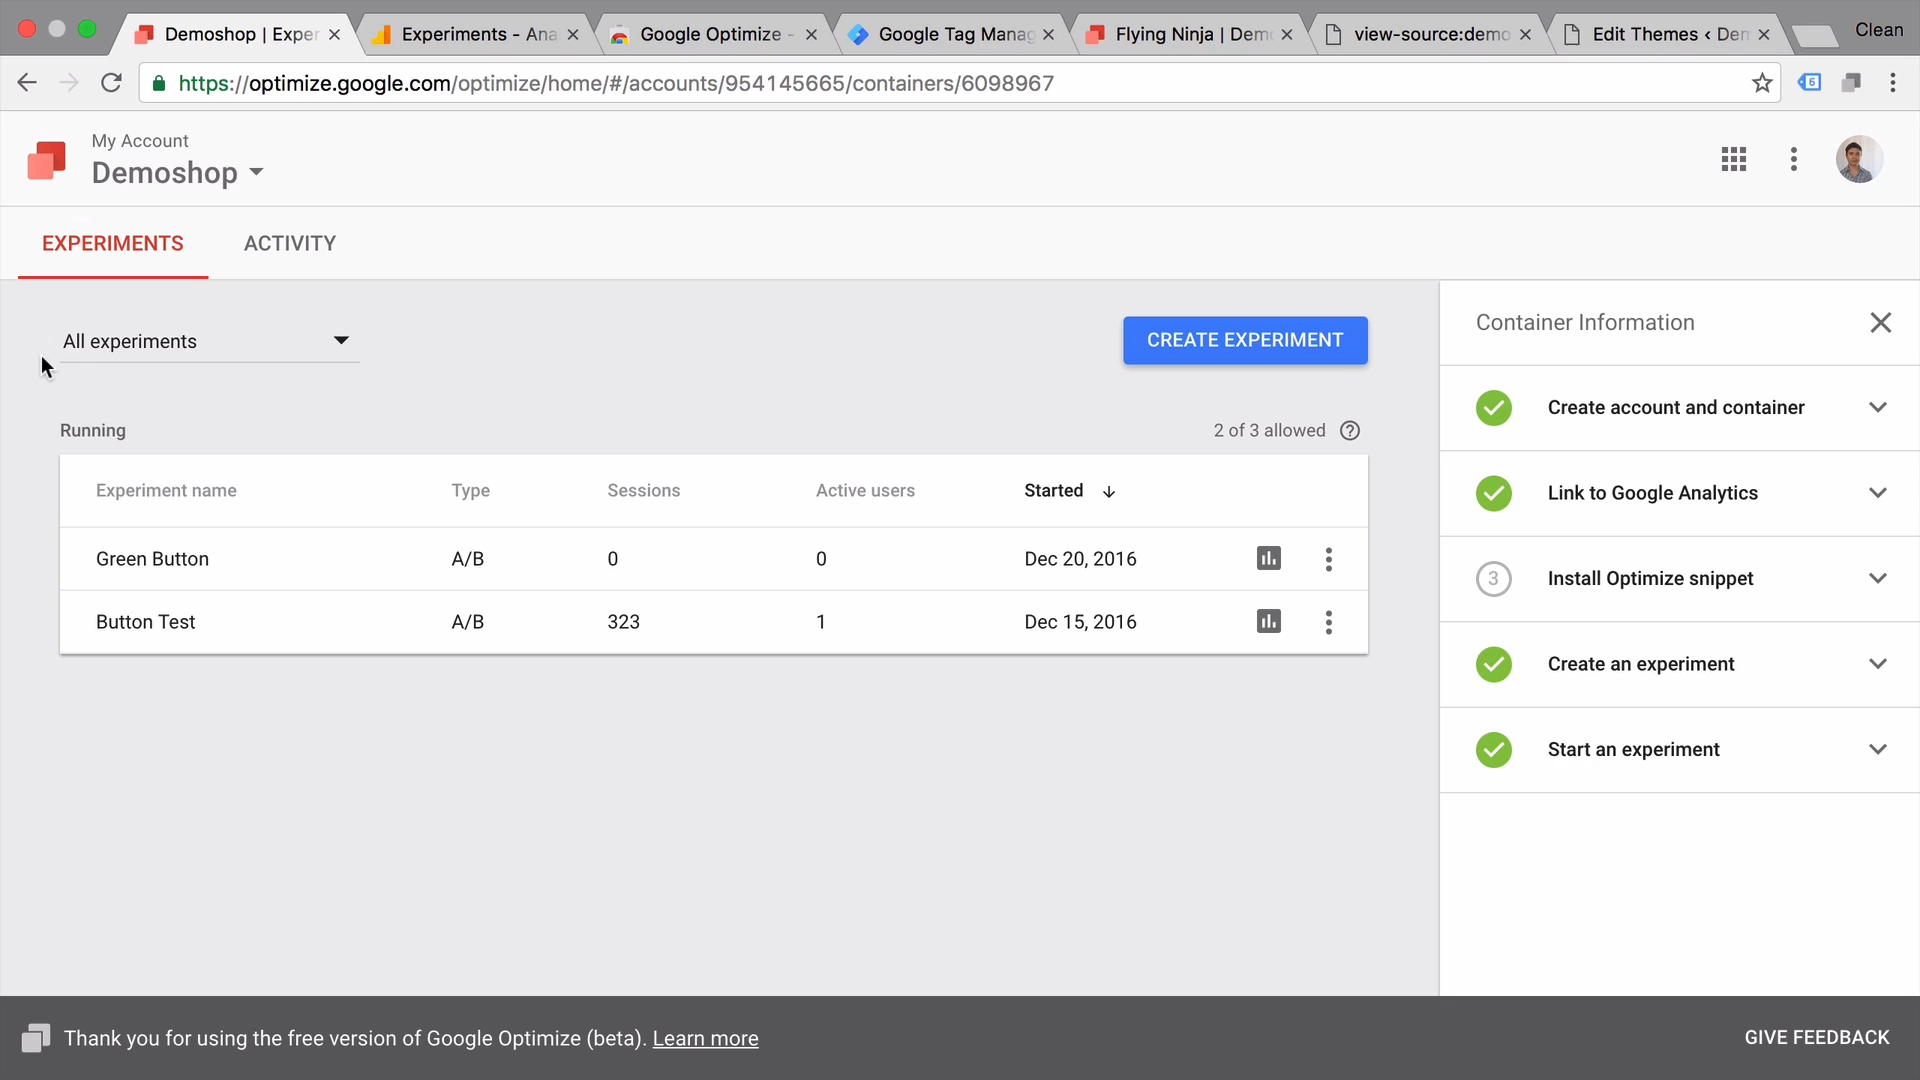 Demoshop | Exper
Experiments - Ana
Google Optimize -
Google Tag Manag
Flying Ninja | Demo
view-source:demo
Edit Themes ‹ Dem
Clean
https://optimize.google.com/optimize/home/#/accounts/954145665/containers/6098967
6
My Account
Demoshop
EXPERIMENTS
ACTIVITY
All experiments
CREATE EXPERIMENT
Running
2 of 3 allowed
Experiment name Type Sessions Active users Started
Green Button A/B 0 0 Dec 20, 2016
Button Test A/B 323 1 Dec 15, 2016
Container Information
Create account and container
Link to Google Analytics
3 Install Optimize snippet
Create an experiment
Start an experiment
Thank you for using the free version of Google Optimize (beta). Learn more
GIVE FEEDBACK